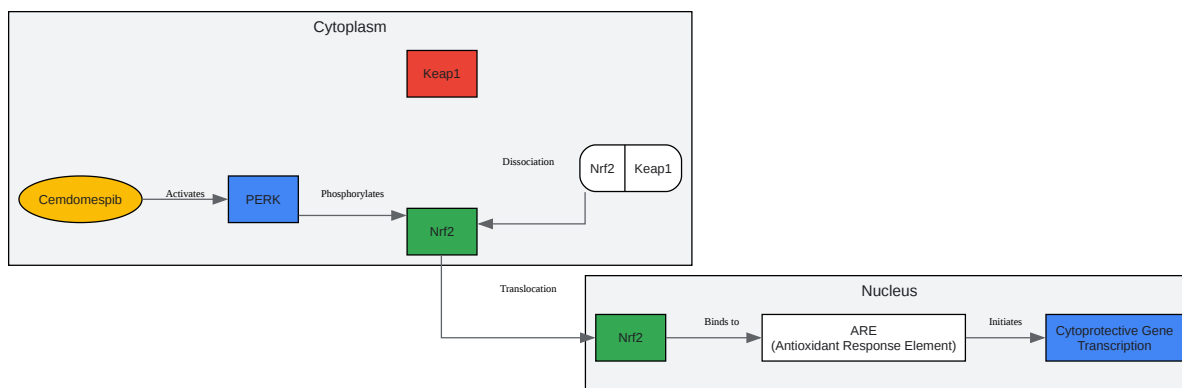 Cytoplasm
Keap1
Dissociation
Nrf2
Keap1
Cemdomespib
Activates
PERK
Phosphorylates
Nrf2
Translocation
Nucleus
Nrf2
Binds to
ARE
(Antioxidant Response Element)
Initiates
Cytoprotective Gene
Transcription